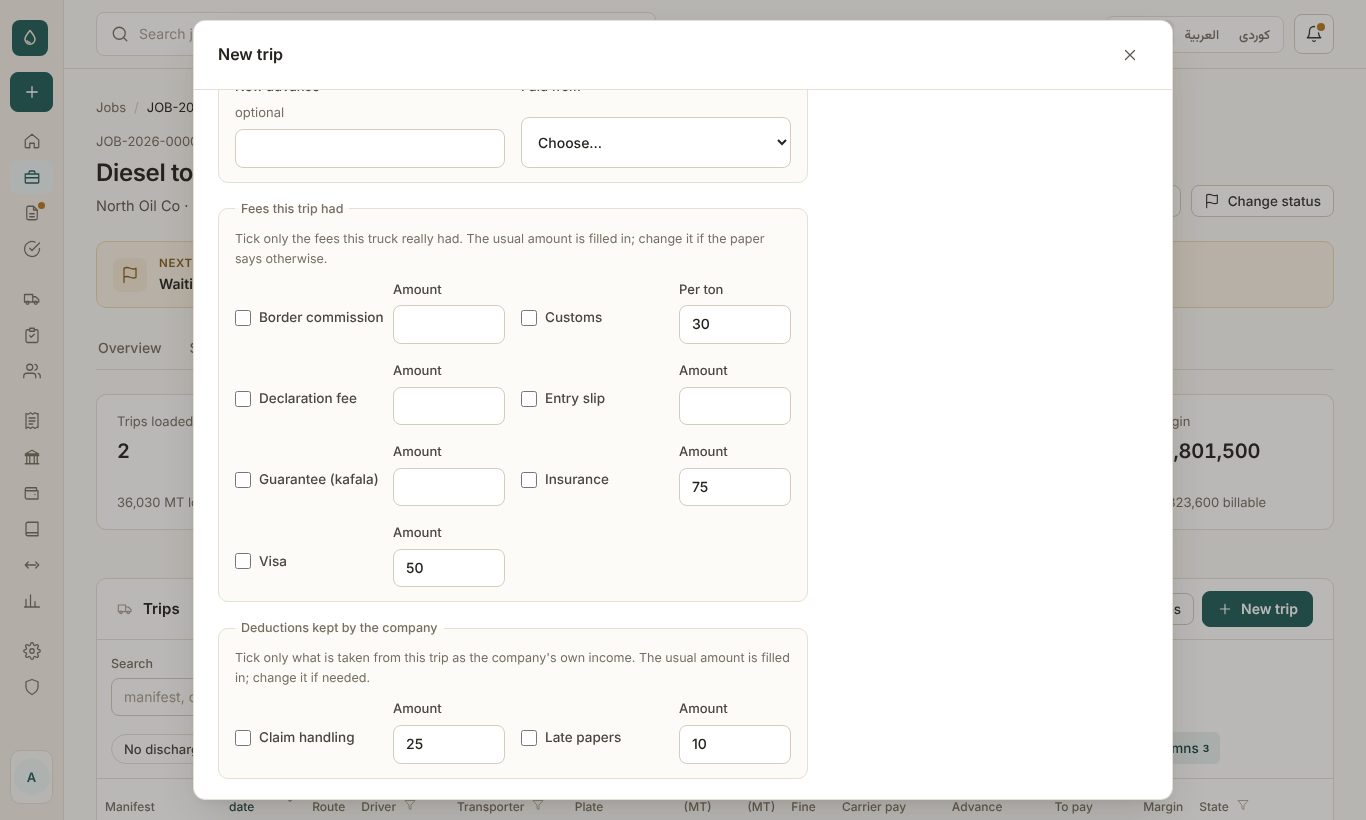 Search j
العربية
كوردی
New trip
Jobs / JOB-20
JOB-2026-0000
Diesel to
North Oil Co ·
Change status
NEXT
Waiti
Overview
Trips loaded
2
36,030 MT l
gin
,801,500
323,600 billable
optional
Choose...
Fees this trip had
Tick only the fees this truck really had. The usual amount is filled in; change it if the paper
says otherwise.
Amount
Per ton
Border commission
Customs
30
Amount
Amount
Declaration fee
Entry slip
Amount
Amount
Guarantee (kafala)
Insurance
75
Amount
Visa
50
Deductions kept by the company
Tick only what is taken from this trip as the company's own income. The usual amount is filled
in; change it if needed.
Amount
Amount
Claim handling
25
Late papers
10
Trips
s
New trip
Search
manifest, c
No discharg
mns 3
A
Manifest
date
Route
Driver
Transporter
Plate
(MT)
(MT)
Fine
Carrier pay
Advance
To pay
Margin
State